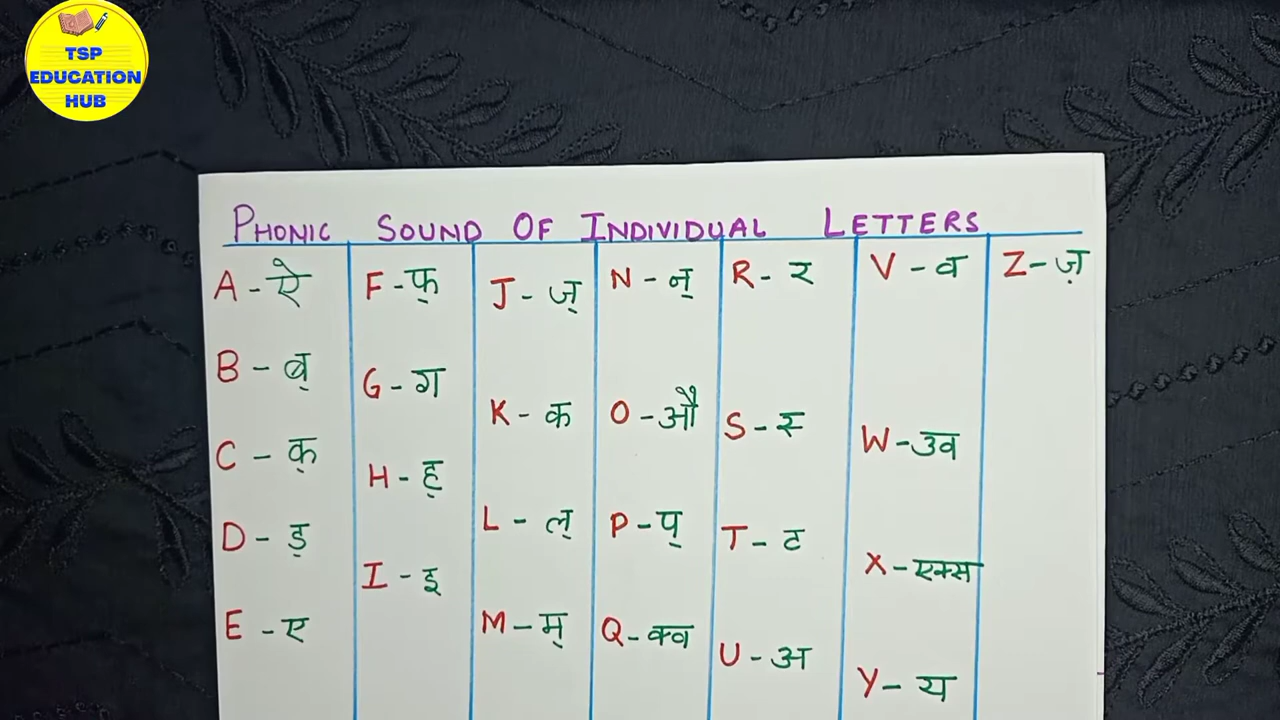 TSP
EDUCATION
HUB
PHONIC SOUND OF INDIVIDUAL LETTERS
A - ऐ
B - ब्
C - क्
D - ड्
E - ए
F - फ्
G - ग
H - ह्
I - इ
J - ज्
K - क
L - ल्
M - म्
N - न्
O - औ
P - प्
Q - क्व
R - र
S - स्
T - ट
U - अ
V - व
W - उव
X - एक्स
Y - य
Z - ज़